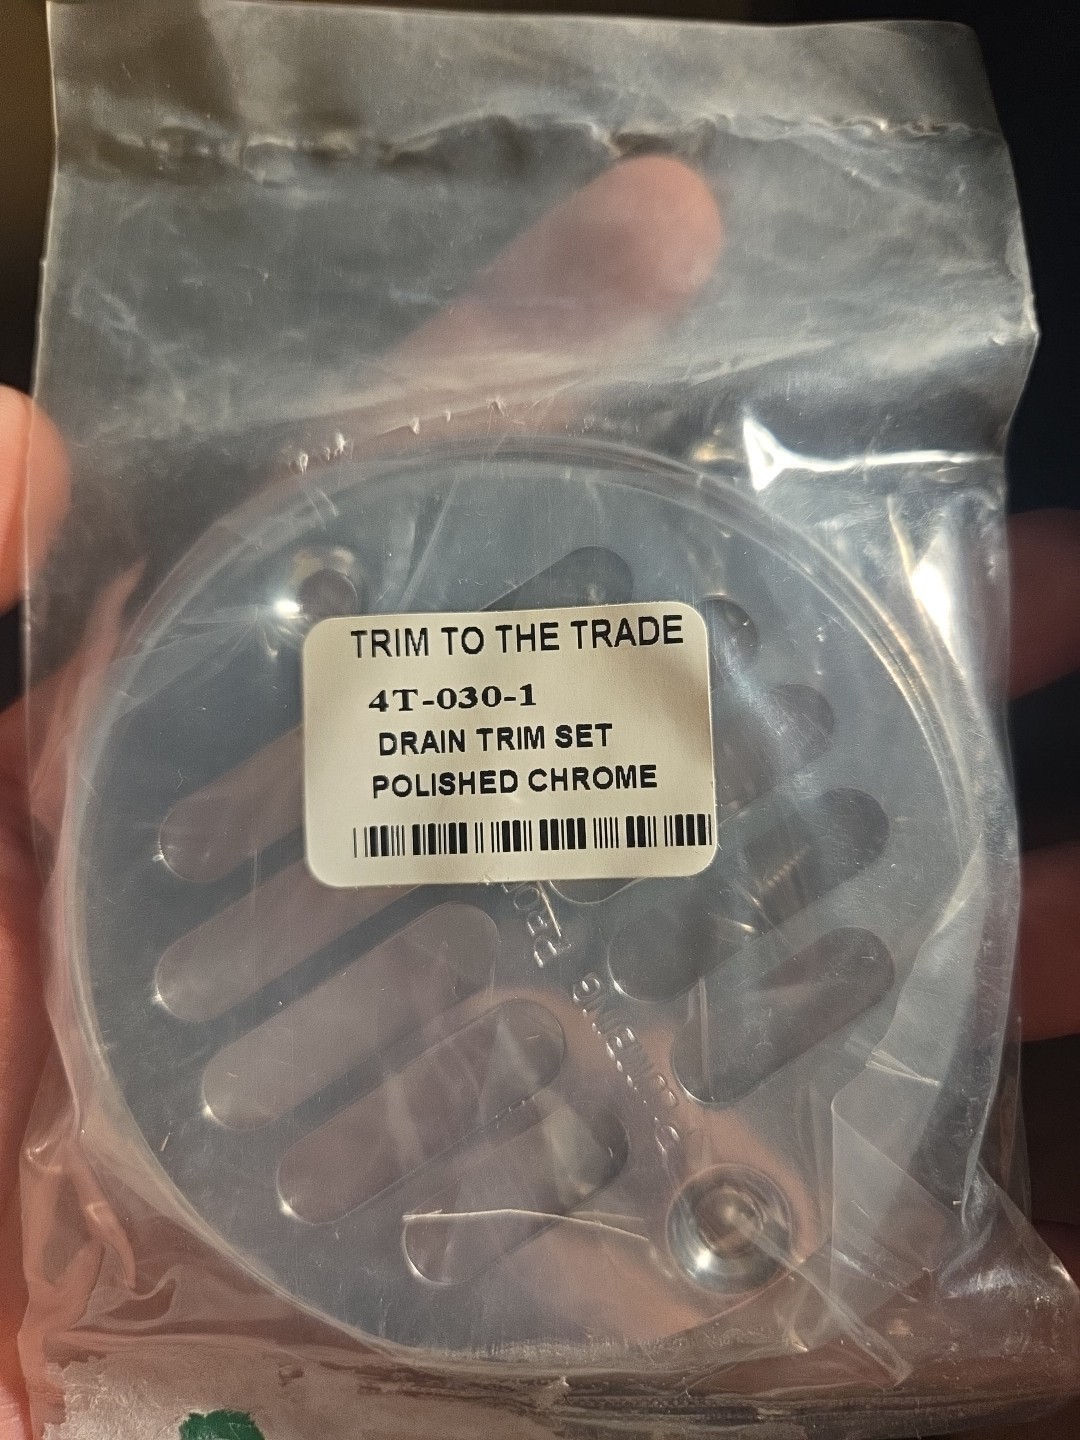 TRIM TO THE TRADE
4T-030-1
DRAIN TRIM SET
POLISHED CHROME